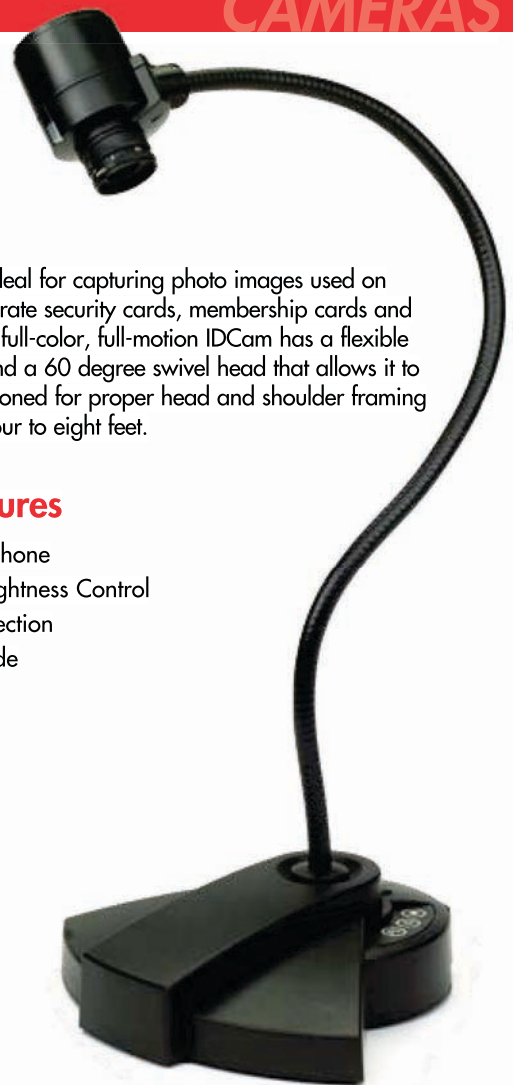 CAMERAS
deal for capturing photo images used on
rate security cards, membership cards and
full-color, full-motion IDCam has a flexible
nd a 60 degree swivel head that allows it to
oned for proper head and shoulder framing
our to eight feet.
ures
hone
ghtness Control
ection
de